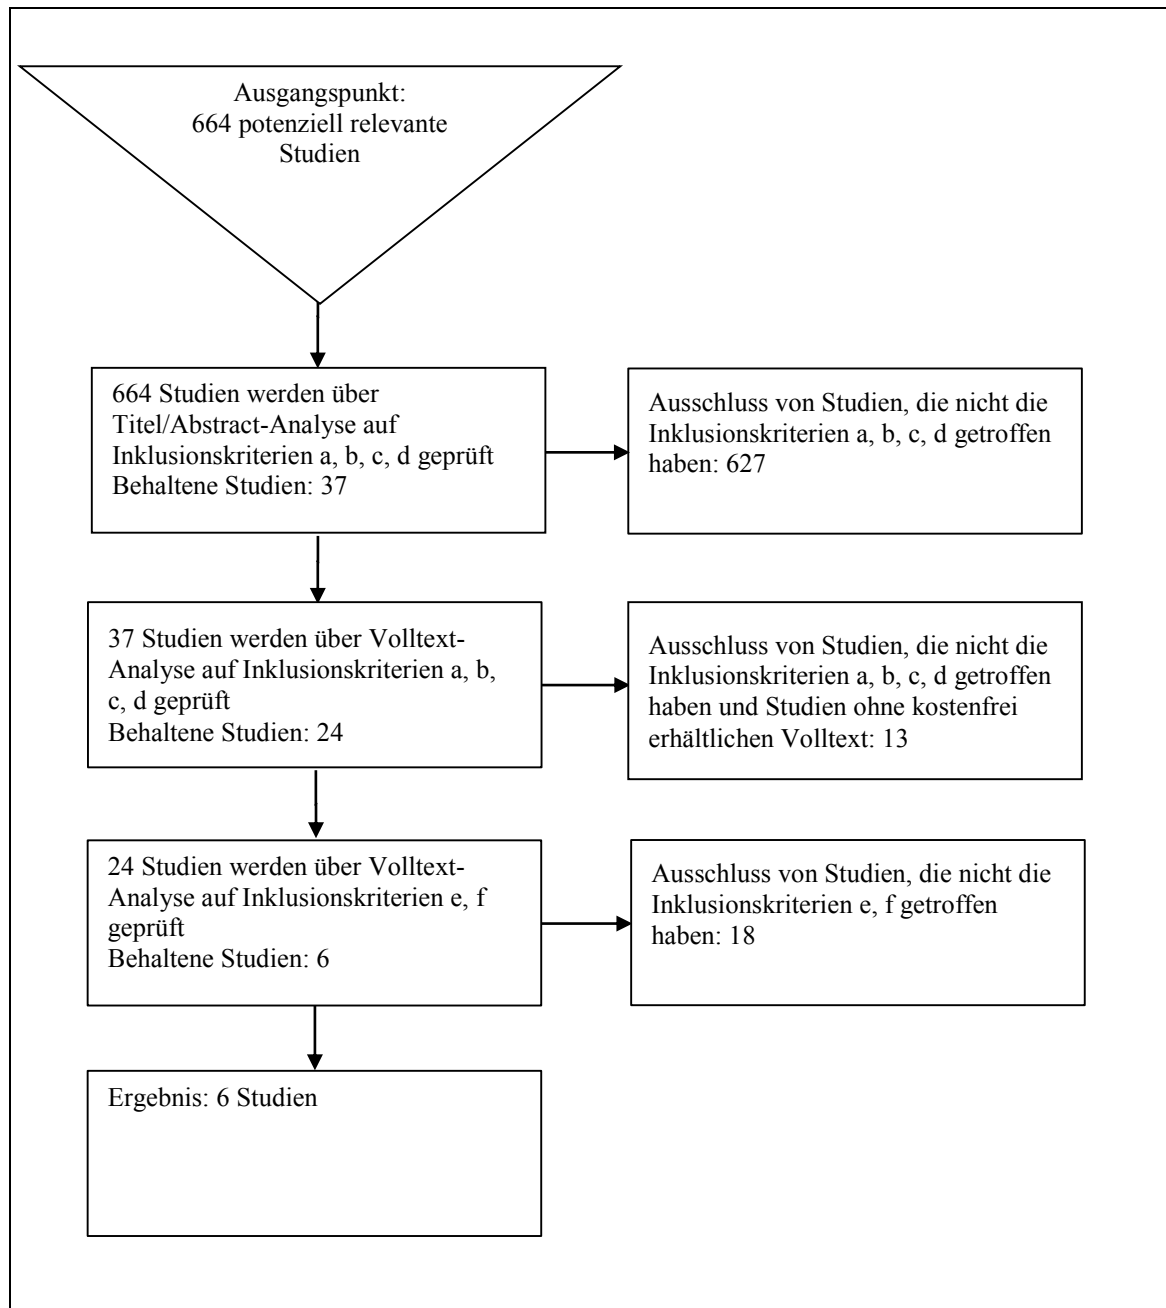 Ausgangspunkt:
664 potenziell relevante
Studien
664 Studien werden über
Titel/Abstract-Analyse auf
Inklusionskriterien a, b, c, d geprüft
Behaltene Studien: 37
Ausschluss von Studien, die nicht die
Inklusionskriterien a, b, c, d getroffen
haben: 627
37 Studien werden über Volltext-
Analyse auf Inklusionskriterien a, b,
c, d geprüft
Behaltene Studien: 24
Ausschluss von Studien, die nicht die
Inklusionskriterien a, b, c, d getroffen
haben und Studien ohne kostenfrei
erhältlichen Volltext: 13
24 Studien werden über Volltext-
Analyse auf Inklusionskriterien e, f
geprüft
Behaltene Studien: 6
Ausschluss von Studien, die nicht die
Inklusionskriterien e, f getroffen
haben: 18
Ergebnis: 6 Studien